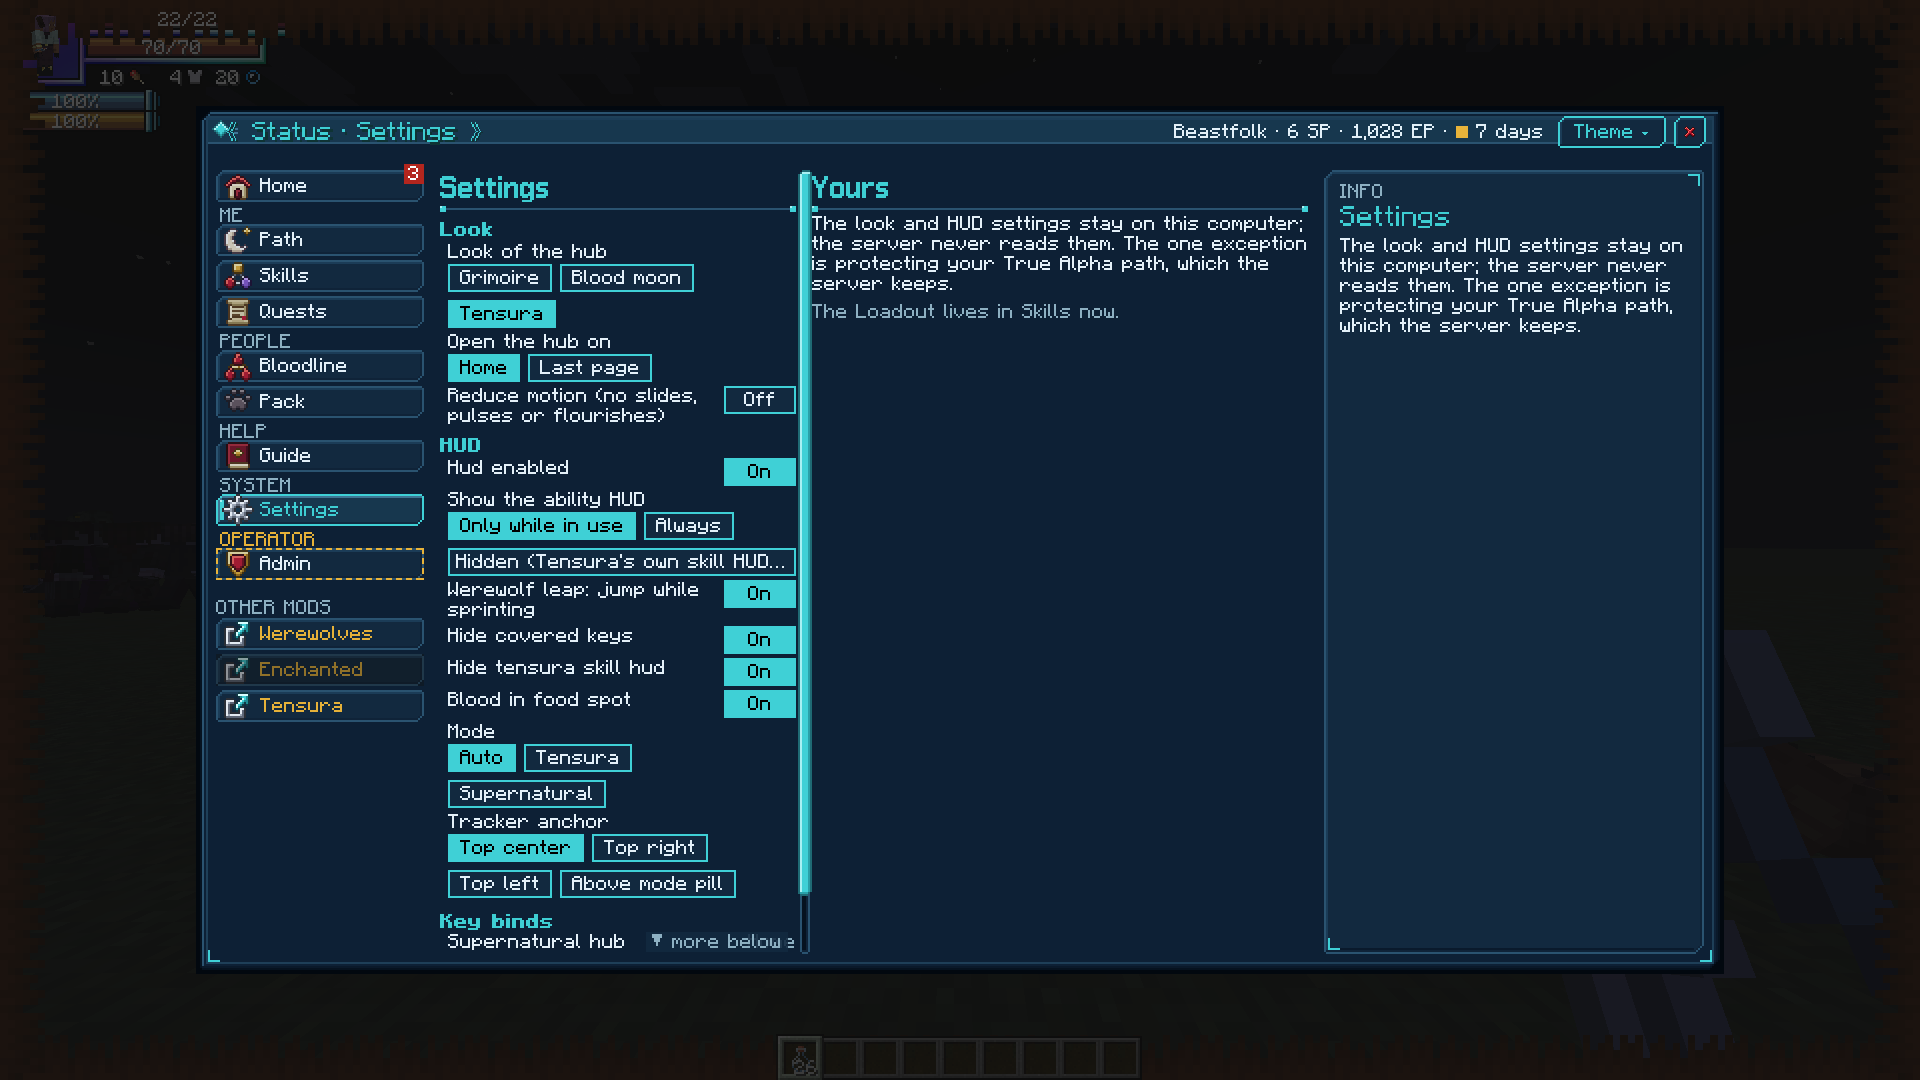 22/22
70/70
10 4 20
100%
100%
Status · Settings
Beastfolk · 6 SP · 1,028 EP · 7 days
Theme
×
Home
3
ME
Path
Skills
Quests
PEOPLE
Bloodline
Pack
HELP
Guide
SYSTEM
Settings
OPERATOR
Admin
OTHER MODS
Werewolves
Enchanted
Tensura
Settings
Look
Look of the hub
Grimoire Blood moon
Tensura
Open the hub on
Home Last page
Reduce motion (no slides,
pulses or flourishes)
Off
HUD
Hud enabled On
Show the ability HUD
Only while in use Always
Hidden (Tensura's own skill HUD...
Werewolf leap: jump while
sprinting
On
Hide covered keys On
Hide tensura skill hud On
Blood in food spot On
Mode
Auto Tensura
Supernatural
Tracker anchor
Top center Top right
Top left Above mode pill
Key binds
Supernatural hub ▼ more below
Yours
The look and HUD settings stay on this computer;
the server never reads them. The one exception
is protecting your True Alpha path, which the
server keeps.
The Loadout lives in Skills now.
INFO
Settings
The look and HUD settings stay on
this computer; the server never
reads them. The one exception is
protecting your True Alpha path,
which the server keeps.
26